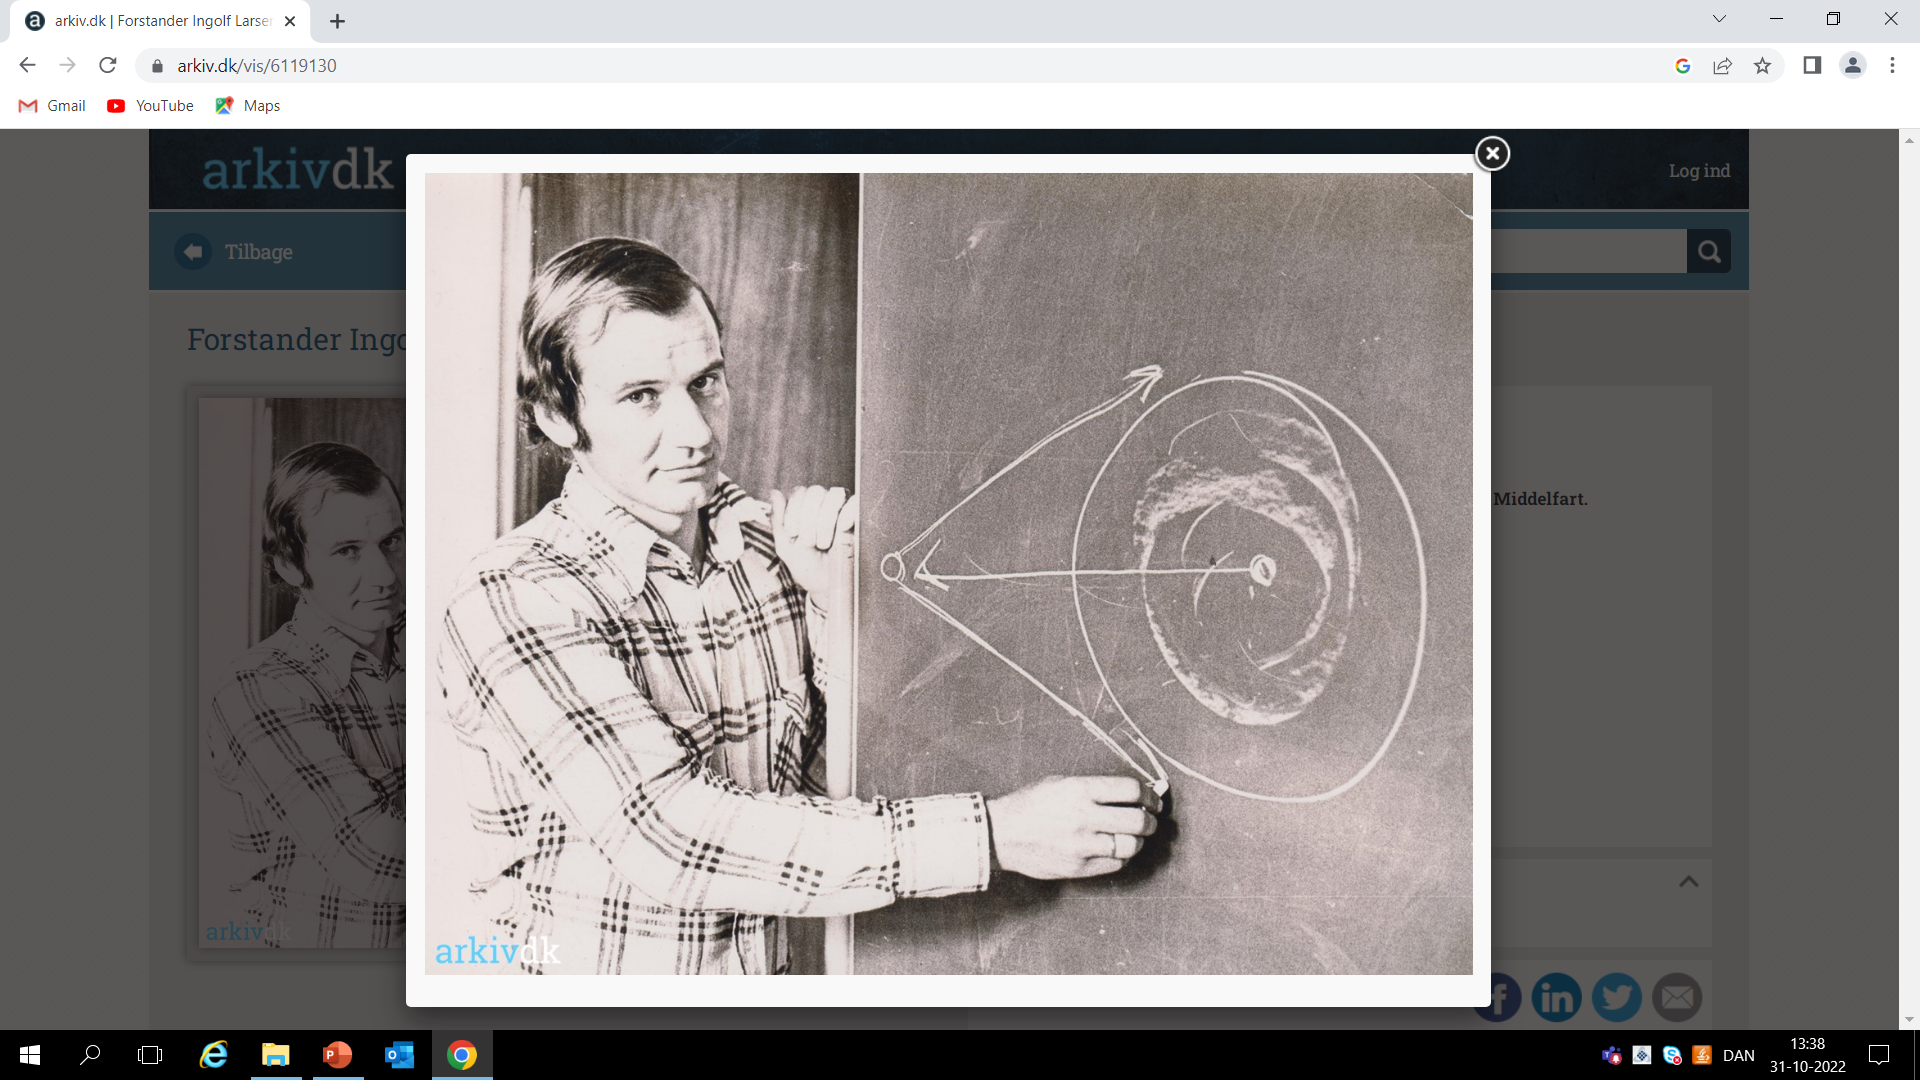 arkiv.dk | Forstander Ingolf Larsen
arkiv.dk/vis/6119130
Gmail
YouTube
Maps
arkivdk
Log ind
Tilbage
Forstander Ingo
Middelfart.
arkivdk
arkivdk
DAN
13:38
31-10-2022